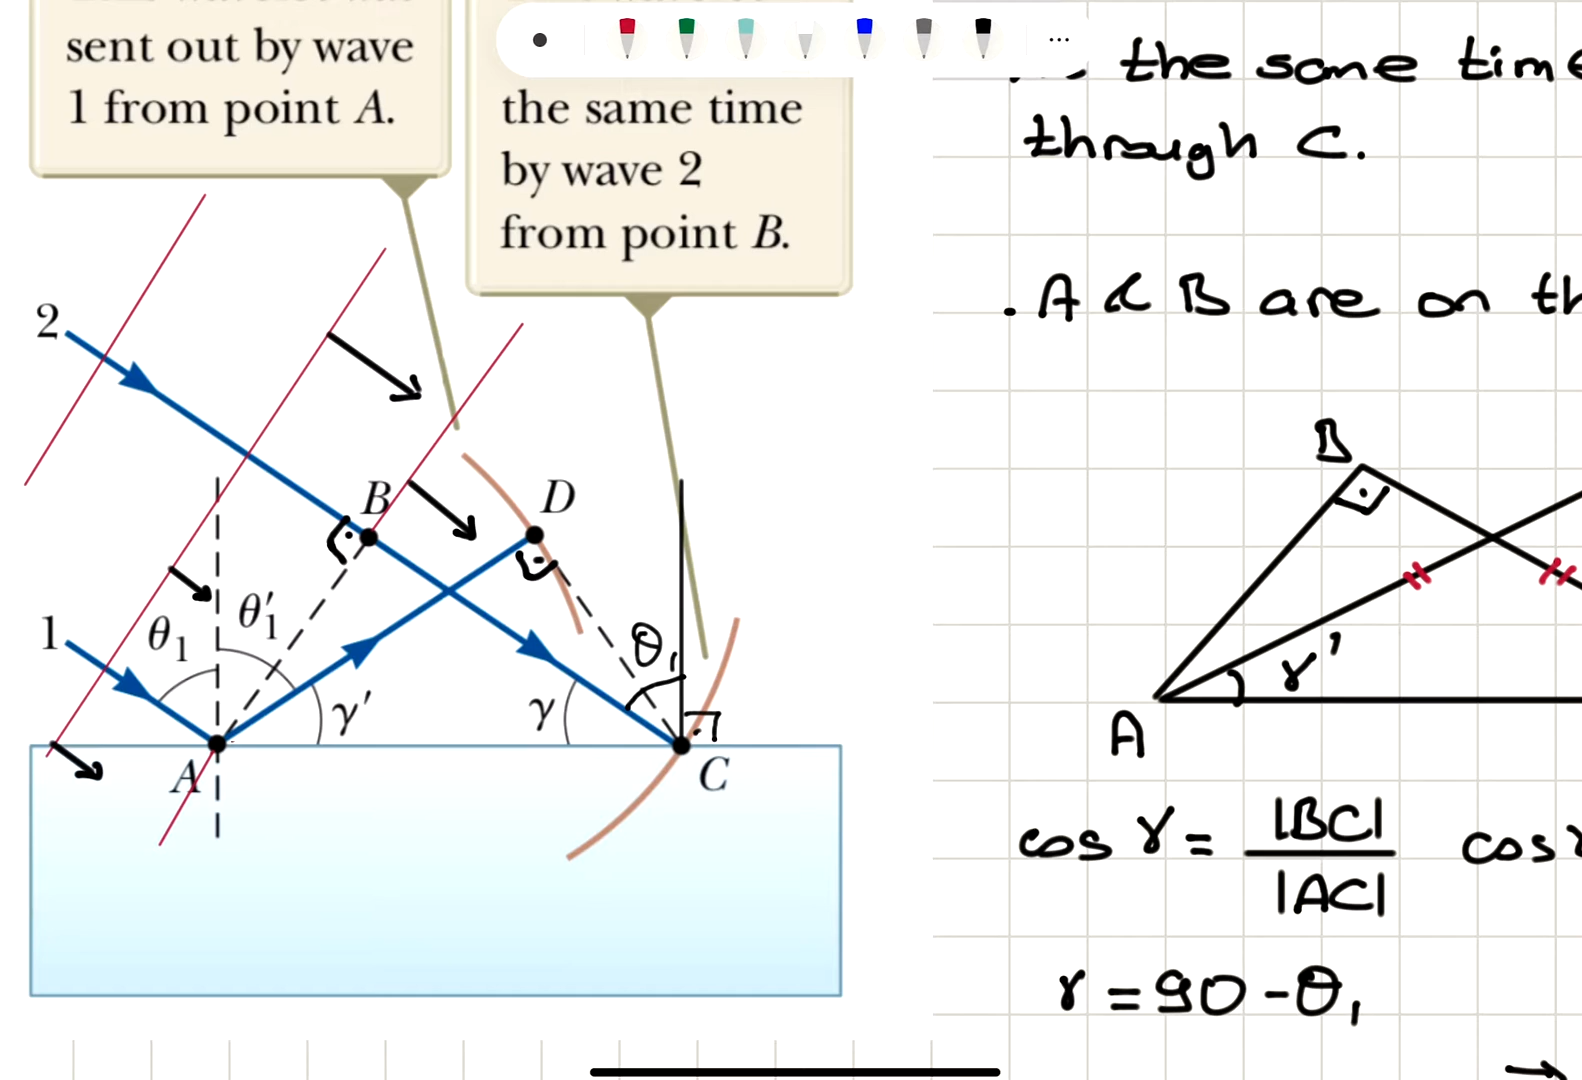 sent out by wave
1 from point A.
the same time
by wave 2
from point B.
2
B
D
1
θ₁
θ′₁
γ′
γ
θ₁
A
C
the same time
through C.
. A & B are on th
B
A
γ'
cos γ = |BC| / |AC| cos γ
γ = 90 - θ₁
→